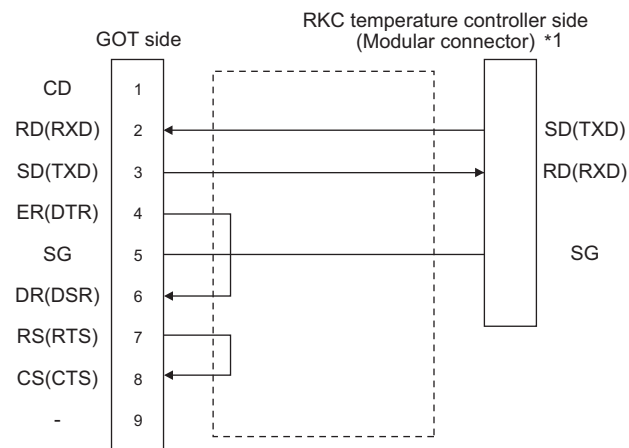 RKC temperature controller side
(Modular connector) *1
GOT side
CD 1
RD(RXD) 2 SD(TXD)
SD(TXD) 3 RD(RXD)
ER(DTR) 4
SG 5 SG
DR(DSR) 6
RS(RTS) 7
CS(CTS) 8
- 9